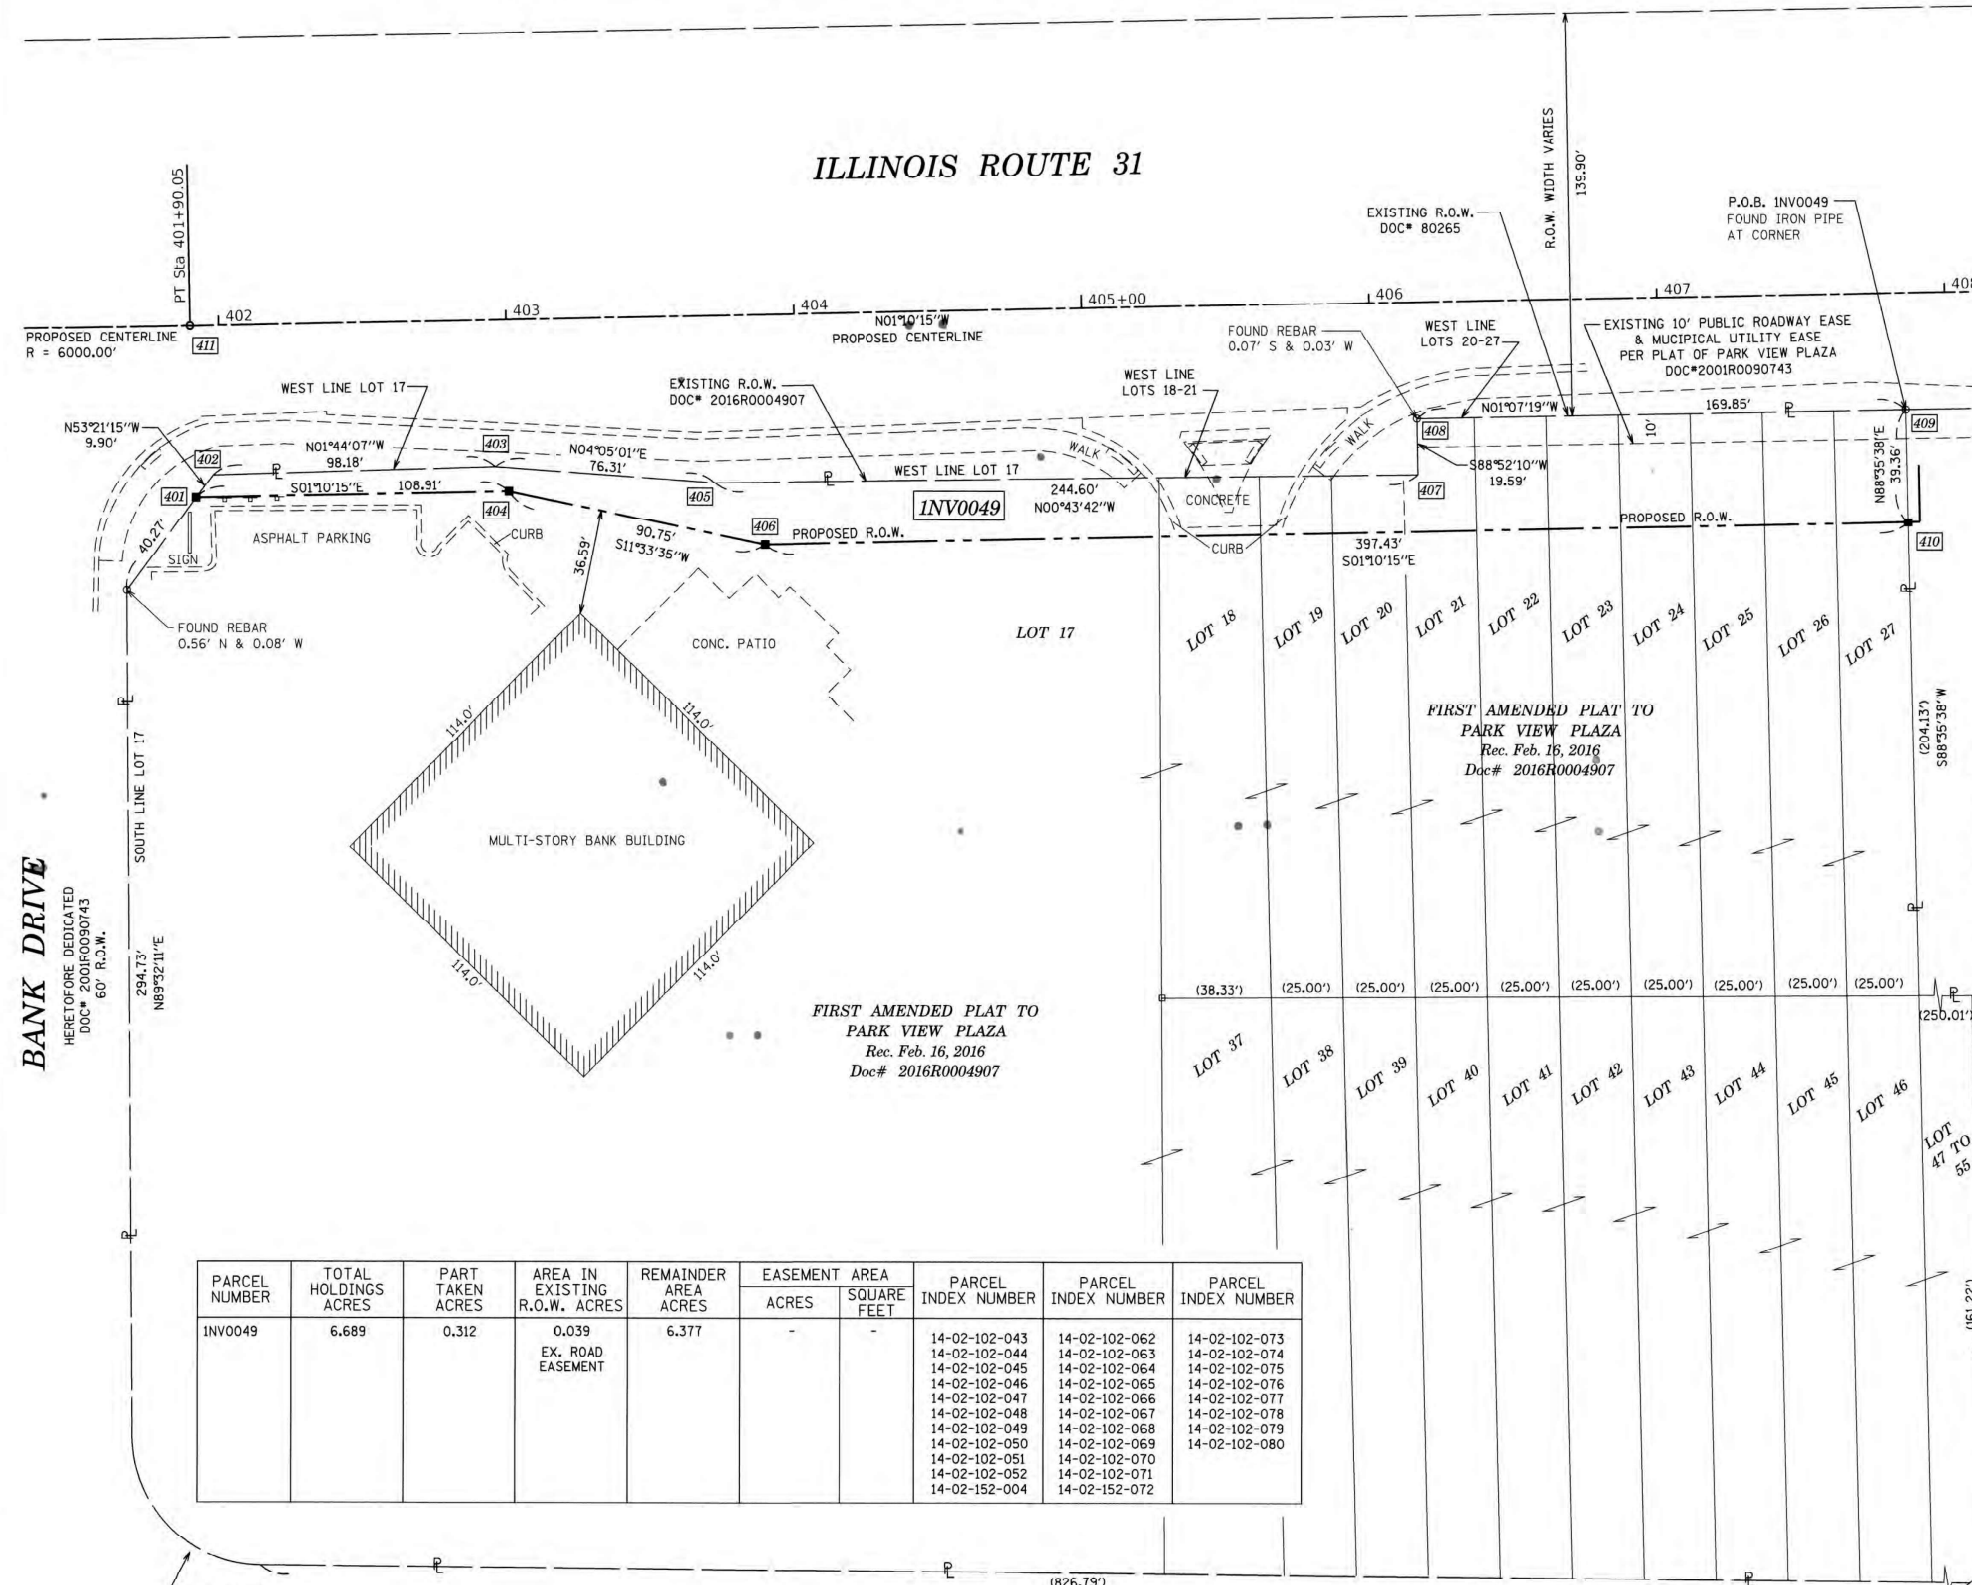 ILLINOIS ROUTE 31
PT Sta 401+90.05
R.O.W. WIDTH VARIES
139.90'
EXISTING R.O.W.
DOC# 80265
P.O.B. 1NV0049
FOUND IRON PIPE
AT CORNER
402
403
404
405+00
406
407
408
PROPOSED CENTERLINE
R = 6000.00'
411
N01°10'15"W
PROPOSED CENTERLINE
FOUND REBAR
0.07' S & 0.03' W
WEST LINE
LOTS 20-27
EXISTING 10' PUBLIC ROADWAY EASE
& MUCIPICAL UTILITY EASE
PER PLAT OF PARK VIEW PLAZA
DOC#2001R0090743
WEST LINE LOT 17
EXISTING R.O.W.
DOC# 2016R0004907
WEST LINE
LOTS 18-21
N53°21'15"W
9.90'
402
N01°44'07"W
98.18'
403
N04°05'01"E
76.31'
WEST LINE LOT 17
WALK
WALK
408
N01°07'19"W
169.85'
10'
409
N88°35'38"E
39.36'
401
S01°10'15"E
108.91'
404
405
1NV0049
244.60'
N00°43'42"W
CONCRETE
S88°52'10"W
19.59'
407
406
PROPOSED R.O.W.
PROPOSED R.O.W.
410
40.27'
SIGN
ASPHALT PARKING
CURB
36.59'
90.75'
S11°33'35"W
CURB
397.43'
S01°10'15"E
FOUND REBAR
0.56' N & 0.08' W
CONC. PATIO
LOT 17
LOT 18
LOT 19
LOT 20
LOT 21
LOT 22
LOT 23
LOT 24
LOT 25
LOT 26
LOT 27
114.0'
114.0'
114.0'
114.0'
MULTI-STORY BANK BUILDING
FIRST AMENDED PLAT TO
PARK VIEW PLAZA
Rec. Feb. 16, 2016
Doc# 2016R0004907
(204.13')
S88°35'38"W
SOUTH LINE LOT 17
BANK DRIVE
HERETOFORE DEDICATED
DOC# 2001R0090743
60' R.O.W.
294.73'
N89°32'11"E
FIRST AMENDED PLAT TO
PARK VIEW PLAZA
Rec. Feb. 16, 2016
Doc# 2016R0004907
(38.33') (25.00') (25.00') (25.00') (25.00') (25.00') (25.00') (25.00') (25.00') (25.00')
(250.01')
LOT 37
LOT 38
LOT 39
LOT 40
LOT 41
LOT 42
LOT 43
LOT 44
LOT 45
LOT 46
LOT
47 TO
55
(161.22')
PARCEL NUMBER
TOTAL HOLDINGS ACRES
PART TAKEN ACRES
AREA IN EXISTING R.O.W. ACRES
REMAINDER AREA ACRES
EASEMENT AREA
ACRES
SQUARE FEET
PARCEL INDEX NUMBER
PARCEL INDEX NUMBER
PARCEL INDEX NUMBER
1NV0049 6.689 0.312 0.039 6.377 - -
EX. ROAD
EASEMENT
14-02-102-043 14-02-102-062 14-02-102-073
14-02-102-044 14-02-102-063 14-02-102-074
14-02-102-045 14-02-102-064 14-02-102-075
14-02-102-046 14-02-102-065 14-02-102-076
14-02-102-047 14-02-102-066 14-02-102-077
14-02-102-048 14-02-102-067 14-02-102-078
14-02-102-049 14-02-102-068 14-02-102-079
14-02-102-050 14-02-102-069 14-02-102-080
14-02-102-051 14-02-102-070
14-02-102-052 14-02-102-071
14-02-152-004 14-02-152-072
(826.79')